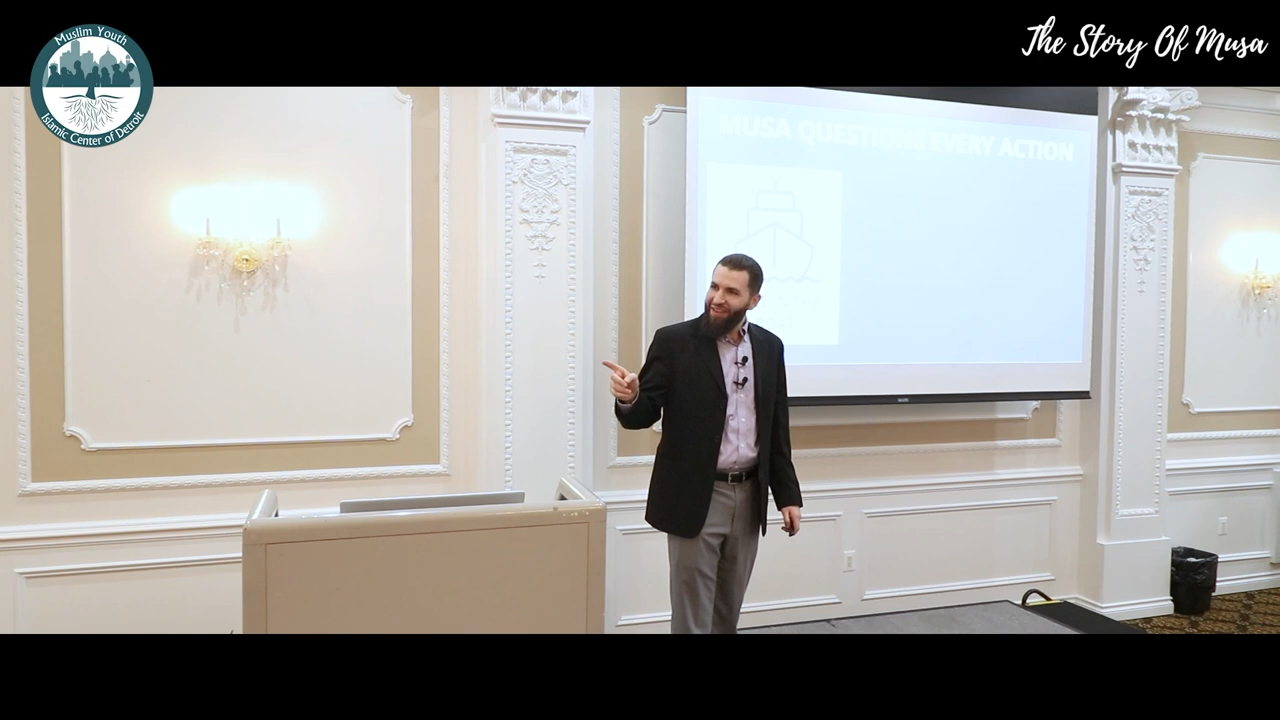 Muslim Youth
Islamic Center of Detroit
The Story Of Musa
MUSA QUESTIONS EVERY ACTION